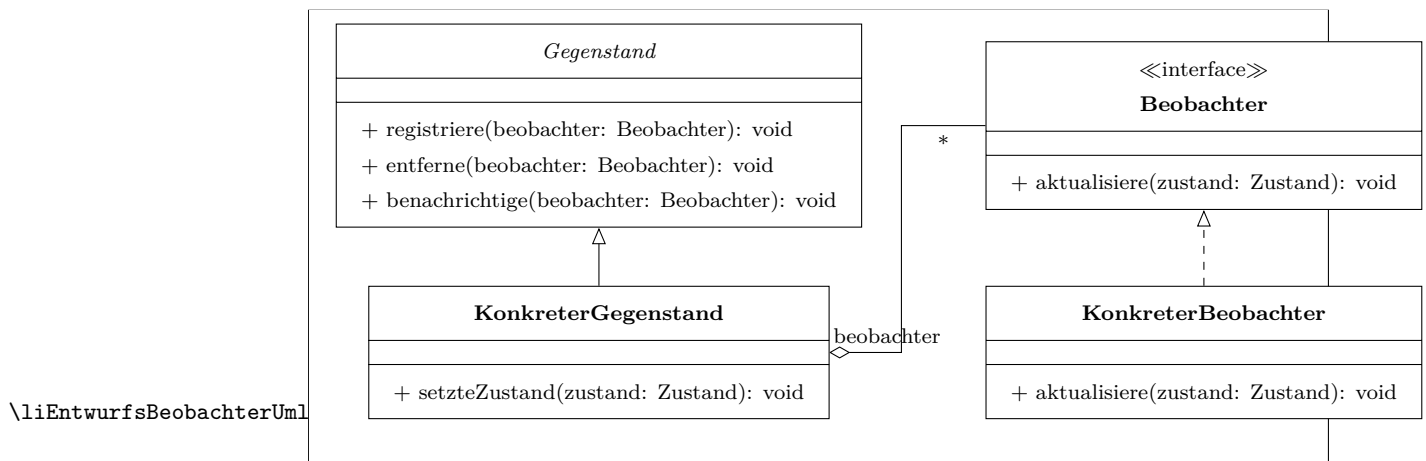 Gegenstand
+ registriere(beobachter: Beobachter): void
+ entferne(beobachter: Beobachter): void
+ benachrichtige(beobachter: Beobachter): void
≪interface≫
Beobachter
+ aktualisiere(zustand: Zustand): void
*
KonkreterGegenstand
+ setzteZustand(zustand: Zustand): void
beobachter
KonkreterBeobachter
+ aktualisiere(zustand: Zustand): void
\liEntwurfsBeobachterUml